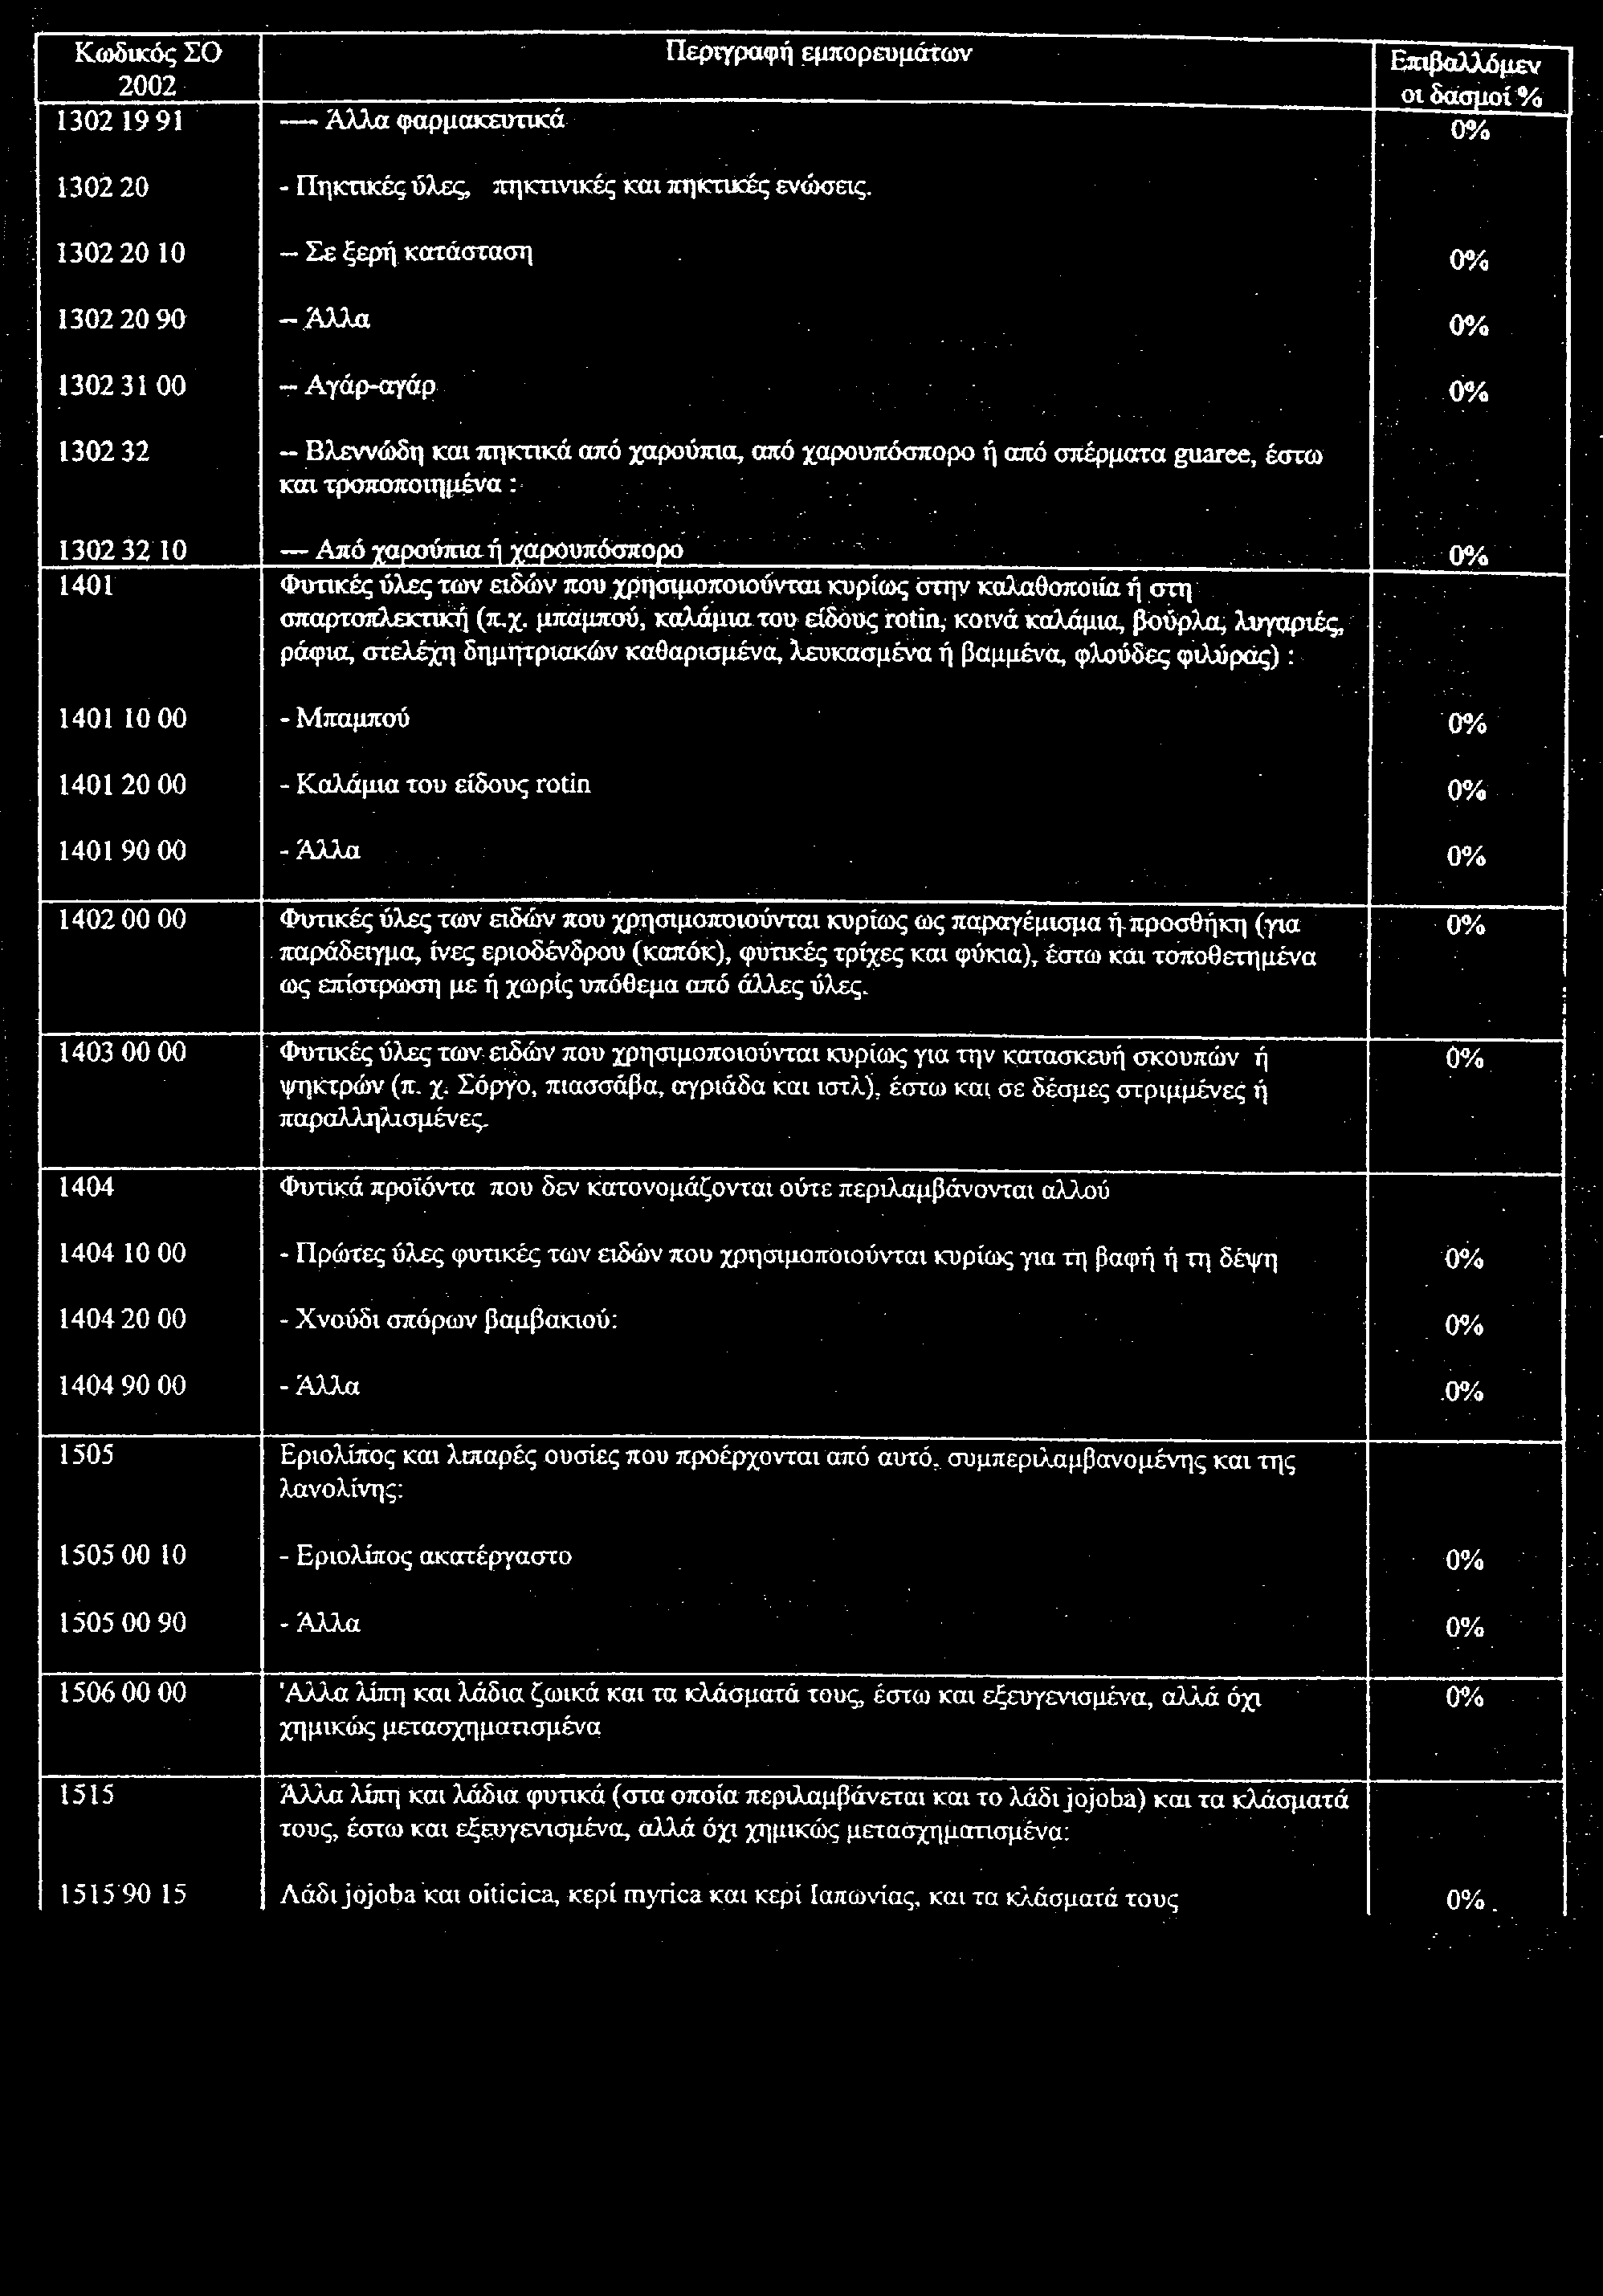 Κωδικός ΣΟ Περιγραφή εμπορευμάτων Επιβαλλόμεν
2002 οι δασμοί %
1302 19 91 --- Άλλα φαρμακευτικά 0%
1302 20 - Πηκτικές ύλες, πηκτινικές και πηκτικές ενώσεις.
1302 20 10 -- Σε ξερή κατάσταση 0%
1302 20 90 -- Άλλα 0%
1302 31 00 -- Αγάρ-αγάρ 0%
1302 32 -- Βλεννώδη και πηκτικά από χαρούπια, από χαρουπόσπορο ή από σπέρματα guaree, έστω
και τροποποιημένα :
1302 32 10 --- Από χαρούπια ή χαρουπόσπορο 0%
1401 Φυτικές ύλες των ειδών που χρησιμοποιούνται κυρίως στην καλαθοποιία ή στη
σπαρτοπλεκτική (π.χ. μπαμπού, καλάμια του είδους rotin, κοινά καλάμια, βούρλα, λυγαριές,
ράφια, στελέχη δημητριακών καθαρισμένα, λευκασμένα ή βαμμένα, φλούδες φιλύρας) :
1401 10 00 - Μπαμπού 0%
1401 20 00 - Καλάμια του είδους rotin 0%
1401 90 00 - Άλλα 0%
1402 00 00 Φυτικές ύλες των ειδών που χρησιμοποιούνται κυρίως ως παραγέμισμα ή προσθήκη (για 0%
παράδειγμα, ίνες εριοδένδρου (καπόκ), φυτικές τρίχες και φύκια), έστω και τοποθετημένα
ως επίστρωση με ή χωρίς υπόθεμα από άλλες ύλες.
1403 00 00 Φυτικές ύλες των ειδών που χρησιμοποιούνται κυρίως για την κατασκευή σκουπών ή 0%
ψηκτρών (π. χ. Σόργο, πιασσάβα, αγριάδα και ιστλ), έστω και σε δέσμες στριμμένες ή
παραλληλισμένες.
1404 Φυτικά προϊόντα που δεν κατονομάζονται ούτε περιλαμβάνονται αλλού
1404 10 00 - Πρώτες ύλες φυτικές των ειδών που χρησιμοποιούνται κυρίως για τη βαφή ή τη δέψη 0%
1404 20 00 - Χνούδι σπόρων βαμβακιού: 0%
1404 90 00 - Άλλα 0%
1505 Εριολίπος και λιπαρές ουσίες που προέρχονται από αυτό, συμπεριλαμβανομένης και της
λανολίνης:
1505 00 10 - Εριολίπος ακατέργαστο 0%
1505 00 90 - Άλλα 0%
1506 00 00 'Αλλα λίπη και λάδια ζωικά και τα κλάσματά τους, έστω και εξευγενισμένα, αλλά όχι 0%
χημικώς μετασχηματισμένα
1515 Άλλα λίπη και λάδια φυτικά (στα οποία περιλαμβάνεται και το λάδι jojoba) και τα κλάσματά
τους, έστω και εξευγενισμένα, αλλά όχι χημικώς μετασχηματισμένα:
1515 90 15 Λάδι jojoba και oiticica, κερί myrica και κερί Ιαπωνίας, και τα κλάσματά τους 0%